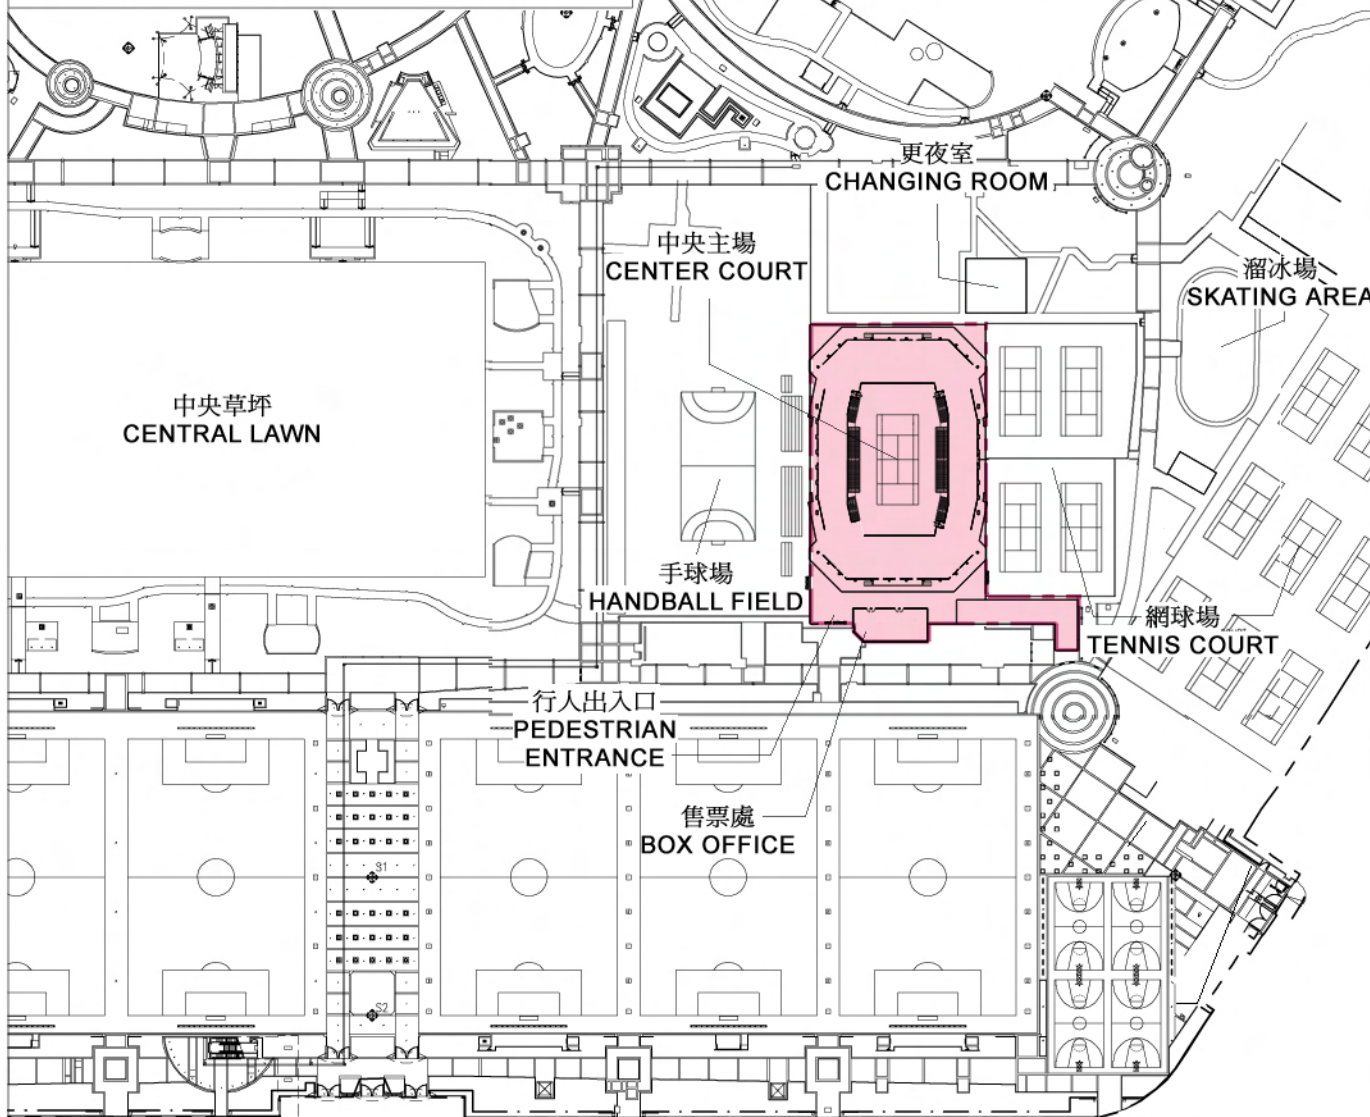 更夜室
CHANGING ROOM
中央主場
CENTER COURT
溜冰場
SKATING AREA
中央草坪
CENTRAL LAWN
手球場
HANDBALL FIELD
網球場
TENNIS COURT
行人出入口
PEDESTRIAN
ENTRANCE
售票處
BOX OFFICE
S1
S2